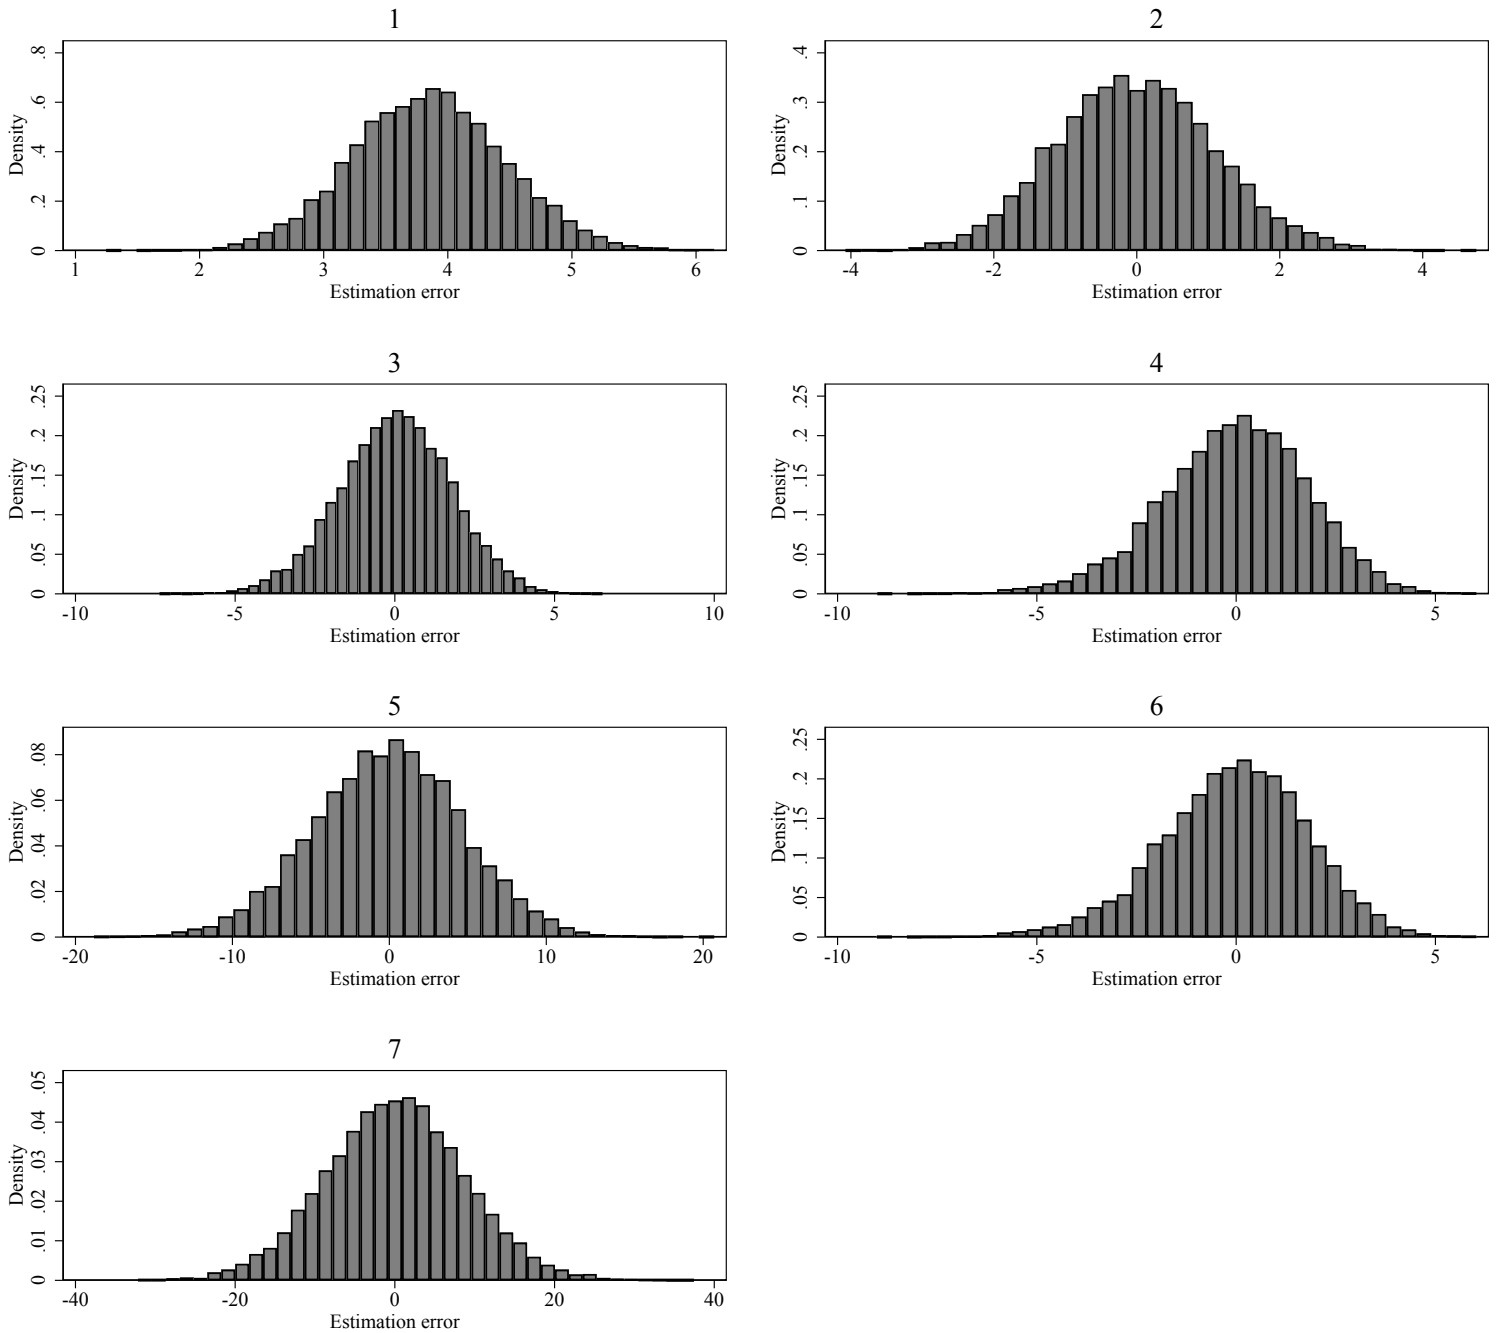 1
Density
.8
.6
.4
.2
0
1 2 3 4 5 6
Estimation error
2
Density
.4
.3
.2
.1
0
-4 -2 0 2 4
Estimation error
3
Density
.25
.2
.15
.1
.05
0
-10 -5 0 5 10
Estimation error
4
Density
.25
.2
.15
.1
.05
0
-10 -5 0 5
Estimation error
5
Density
.08
.06
.04
.02
0
-20 -10 0 10 20
Estimation error
6
Density
.25
.2
.15
.1
.05
0
-10 -5 0 5
Estimation error
7
Density
.05
.04
.03
.02
.01
0
-40 -20 0 20 40
Estimation error